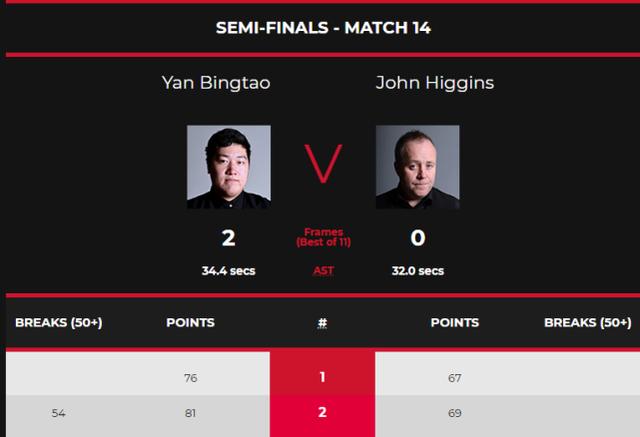 SEMI-FINALS - MATCH 14
Yan Bingtao John Higgins
V
2 Frames (Best of 11) 0
34.4 secs AST 32.0 secs
BREAKS (50+) POINTS # POINTS BREAKS (50+)
76 1 67
54 81 2 69